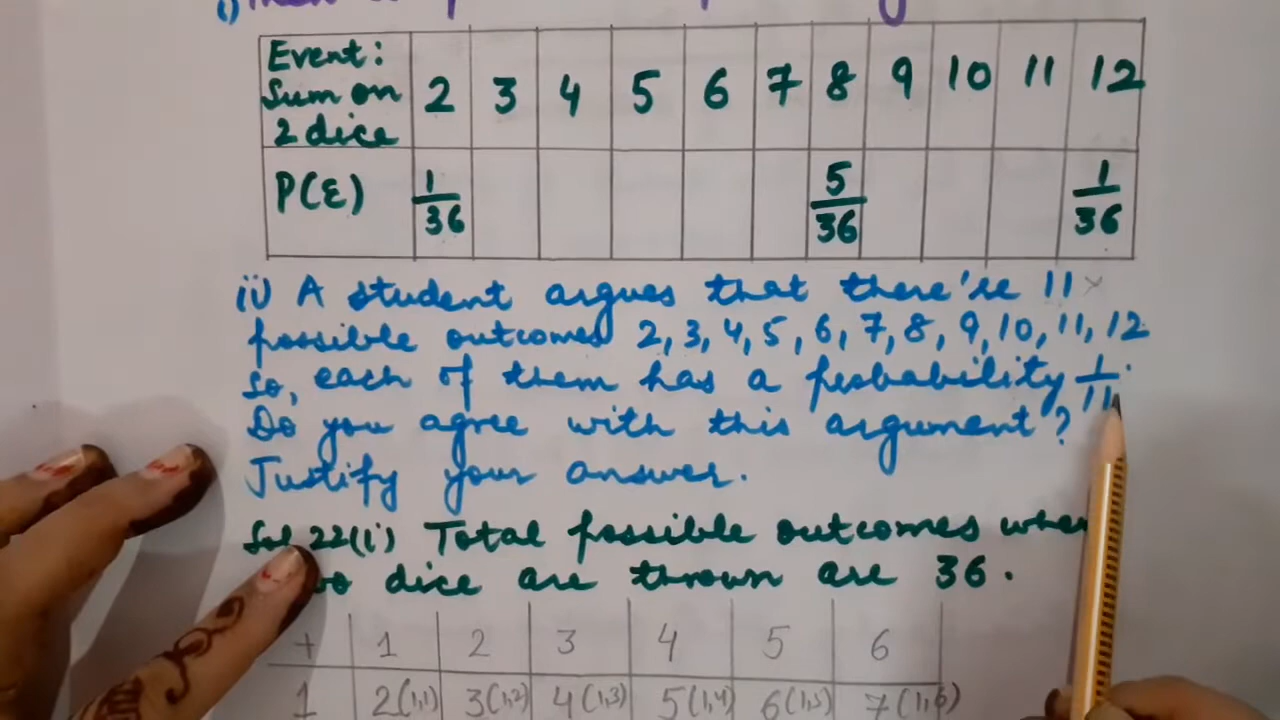 i)
Event: Sum on 2 dice 2 3 4 5 6 7 8 9 10 11 12
P(E) 1/36 5/36 1/36
ii) A student argues that there're 11
possible outcomes 2, 3, 4, 5, 6, 7, 8, 9, 10, 11, 12
So, each of them has a probability 1/11.
Do you agree with this argument?
Justify your answer.
Sol 22(i) Total possible outcomes when
dice are thrown are 36.
+ 1 2 3 4 5 6
1 2(1,1) 3(1,2) 4(1,3) 5(1,4) 6(1,5) 7(1,6)